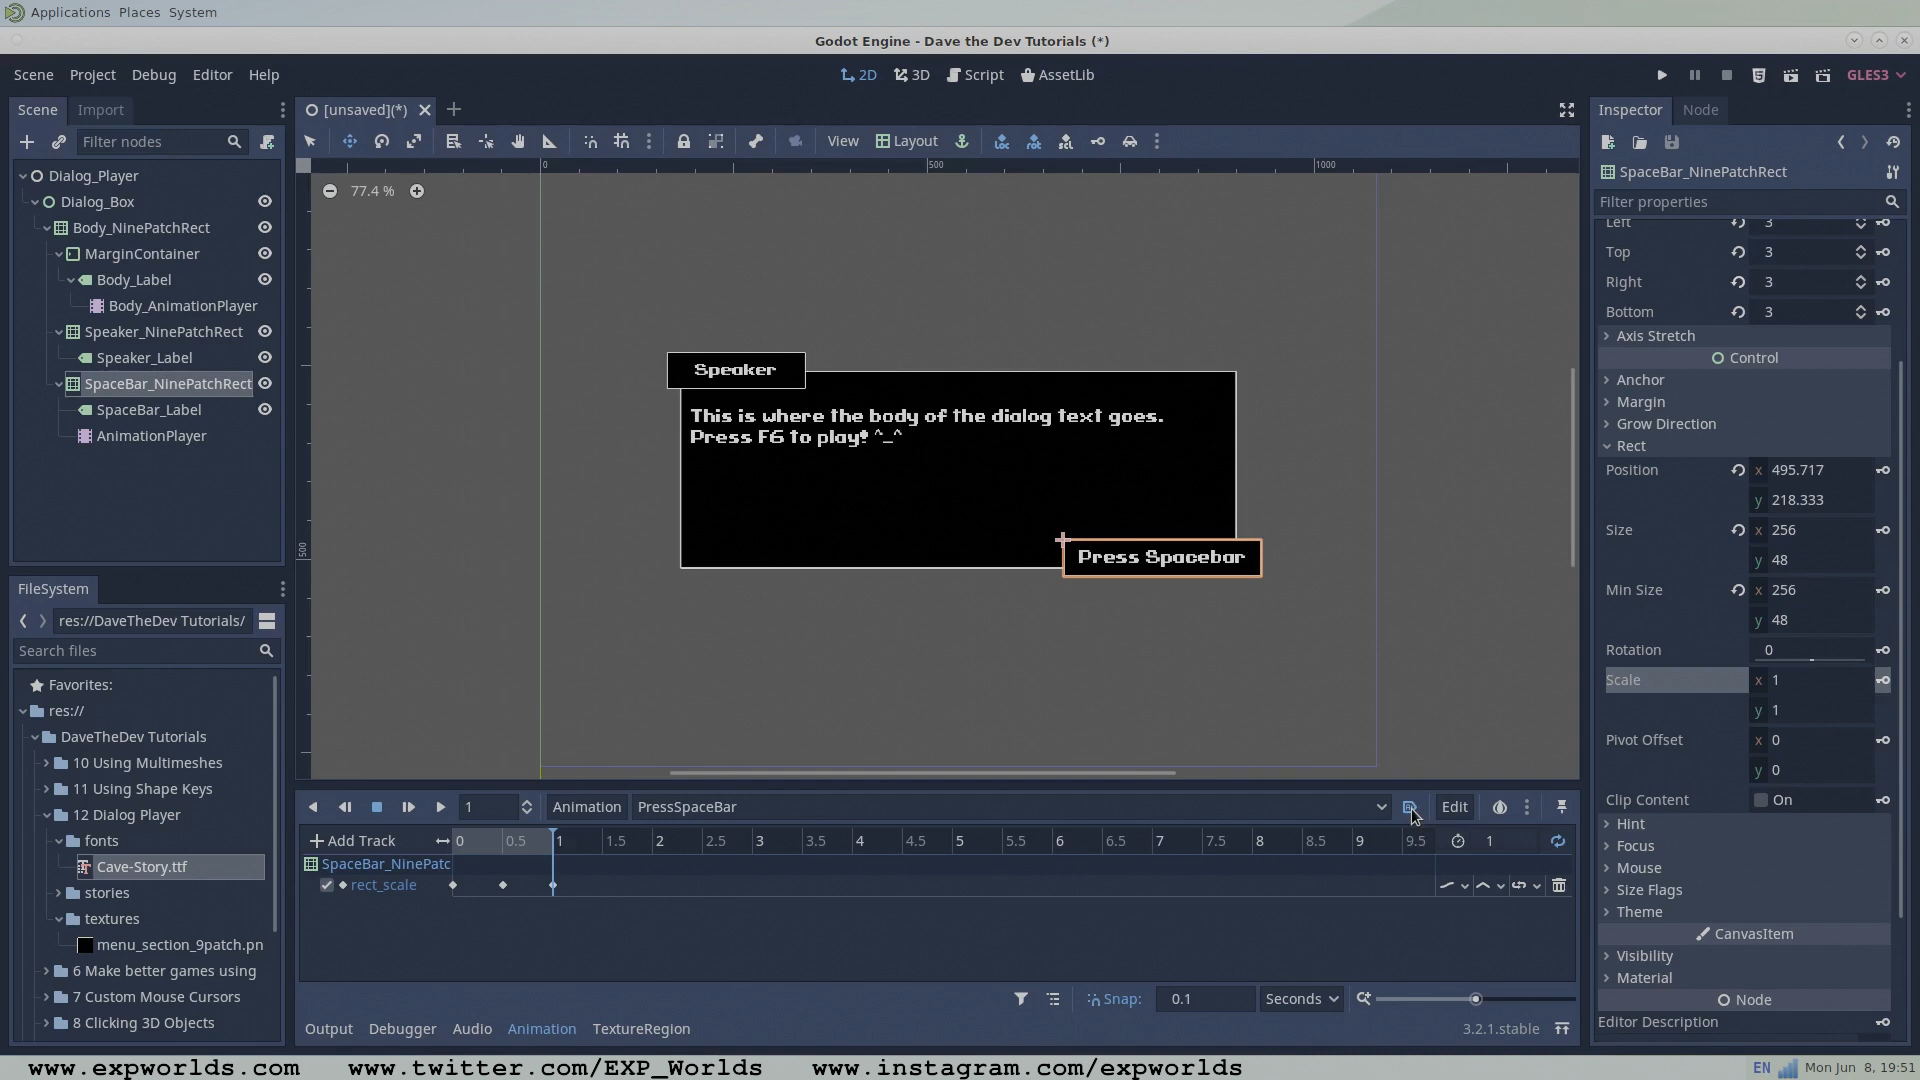 Applications Places System
Godot Engine - Dave the Dev Tutorials (*)
Scene Project Debug Editor Help
2D 3D Script AssetLib
GLES3
Scene Import
[unsaved](*)
Inspector Node
Filter nodes
View Layout
Dialog_Player
Dialog_Box
Body_NinePatchRect
MarginContainer
Body_Label
Body_AnimationPlayer
Speaker_NinePatchRect
Speaker_Label
SpaceBar_NinePatchRect
SpaceBar_Label
AnimationPlayer
0 500 1000
77.4 %
500
Speaker
This is where the body of the dialog text goes.
Press F6 to play! ^_^
Press Spacebar
SpaceBar_NinePatchRect
Filter properties
Left 3
Top 3
Right 3
Bottom 3
Axis Stretch
Control
Anchor
Margin
Grow Direction
Rect
Position x 495.717
y 218.333
Size x 256
y 48
Min Size x 256
y 48
Rotation 0
Scale x 1
y 1
Pivot Offset x 0
y 0
Clip Content On
Hint
Focus
Mouse
Size Flags
Theme
CanvasItem
Visibility
Material
Node
Editor Description
FileSystem
res://DaveTheDev Tutorials/
Search files
Favorites:
res://
DaveTheDev Tutorials
10 Using Multimeshes
11 Using Shape Keys
12 Dialog Player
fonts
Cave-Story.ttf
stories
textures
menu_section_9patch.pn
6 Make better games using
7 Custom Mouse Cursors
8 Clicking 3D Objects
1 Animation PressSpaceBar Edit
Add Track 0 0.5 1 1.5 2 2.5 3 3.5 4 4.5 5 5.5 6 6.5 7 7.5 8 8.5 9 9.5 1
SpaceBar_NinePatc
rect_scale
Snap: 0.1 Seconds
Output Debugger Audio Animation TextureRegion 3.2.1.stable
www.expworlds.com www.twitter.com/EXP_Worlds www.instagram.com/expworlds
EN Mon Jun 8, 19:51